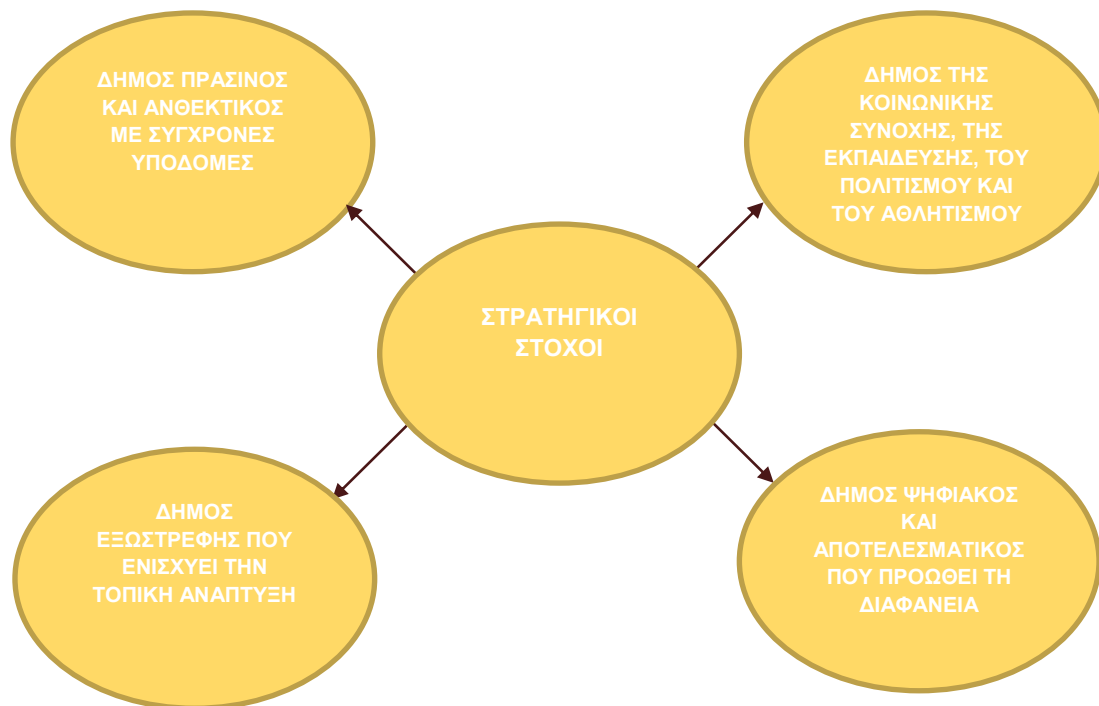 ΔΗΜΟΣ ΠΡΑΣΙΝΟΣ
ΚΑΙ ΑΝΘΕΚΤΙΚΟΣ
ΜΕ ΣΥΓΧΡΟΝΕΣ
ΥΠΟΔΟΜΕΣ
ΔΗΜΟΣ ΤΗΣ
ΚΟΙΝΩΝΙΚΗΣ
ΣΥΝΟΧΗΣ, ΤΗΣ
ΕΚΠΑΙΔΕΥΣΗΣ, ΤΟΥ
ΠΟΛΙΤΙΣΜΟΥ ΚΑΙ
ΤΟΥ ΑΘΛΗΤΙΣΜΟΥ
ΣΤΡΑΤΗΓΙΚΟΙ
ΣΤΟΧΟΙ
ΔΗΜΟΣ
ΕΞΩΣΤΡΕΦΗΣ ΠΟΥ
ΕΝΙΣΧΥΕΙ ΤΗΝ
ΤΟΠΙΚΗ ΑΝΑΠΤΥΞΗ
ΔΗΜΟΣ ΨΗΦΙΑΚΟΣ
ΚΑΙ
ΑΠΟΤΕΛΕΣΜΑΤΙΚΟΣ
ΠΟΥ ΠΡΟΩΘΕΙ ΤΗ
ΔΙΑΦΑΝΕΙΑ